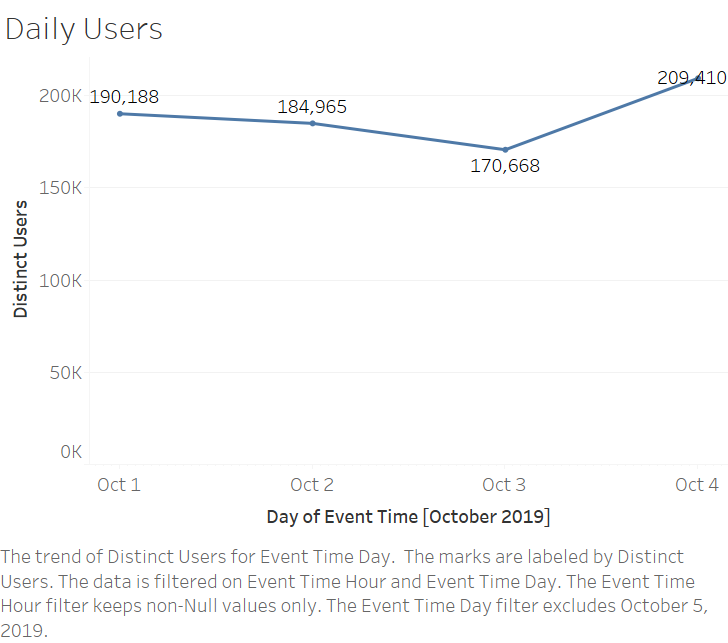 Daily Users
209,410
200K
190,188
184,965
170,668
150K
Distinct Users
100K
50K
0K
Oct 1 Oct 2 Oct 3 Oct 4
Day of Event Time [October 2019]
The trend of Distinct Users for Event Time Day.  The marks are labeled by Distinct
Users. The data is filtered on Event Time Hour and Event Time Day. The Event Time
Hour filter keeps non-Null values only. The Event Time Day filter excludes October 5,
2019.